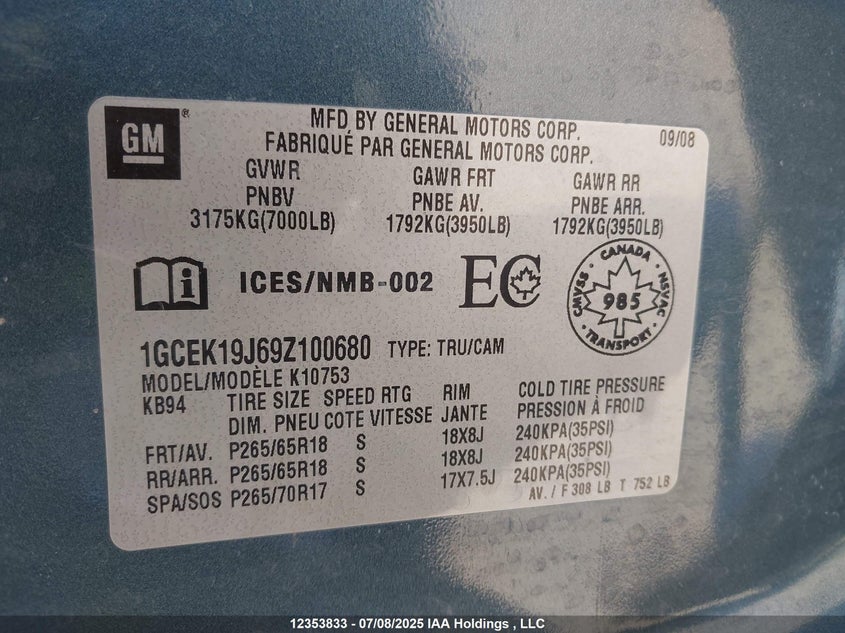 GM®
MFD BY GENERAL MOTORS CORP. 09/08
FABRIQUÉ PAR GENERAL MOTORS CORP.
GVWR GAWR FRT GAWR RR
PNBV PNBE AV. PNBE ARR.
3175KG(7000LB) 1792KG(3950LB) 1792KG(3950LB)
ICES/NMB-002 EC CANADA CMVSS 985 NSVAC TRANSPORT
1GCEK19J69Z100680 TYPE: TRU/CAM
MODEL/MODÈLE K10753
KB94 TIRE SIZE SPEED RTG RIM COLD TIRE PRESSURE
DIM. PNEU COTE VITESSE JANTE PRESSION À FROID
FRT/AV. P265/65R18 S 18X8J 240KPA(35PSI)
RR/ARR. P265/65R18 S 18X8J 240KPA(35PSI)
SPA/SOS P265/70R17 S 17X7.5J 240KPA(35PSI)
AV. / F 308 LB T 752 LB
12353833 - 07/08/2025 IAA Holdings , LLC